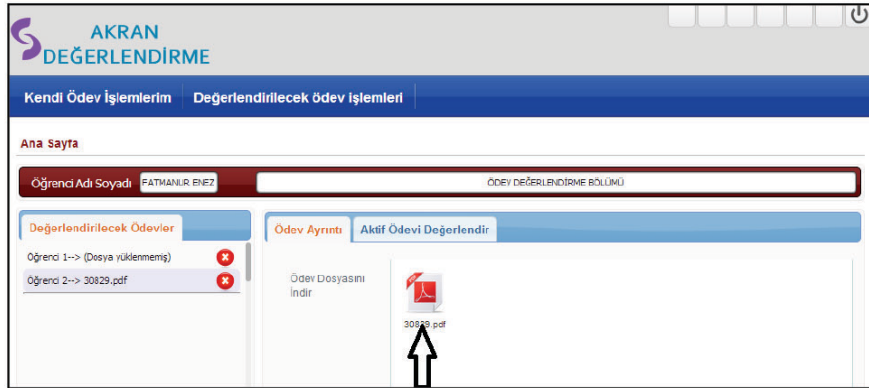 AKRAN
DEĞERLENDİRME
Kendi Ödev İşlemlerim Değerlendirilecek ödev işlemleri
Ana Sayfa
Öğrenci Adı Soyadı FATMANUR ENEZ ÖDEV DEĞERLENDİRME BÖLÜMÜ
Değerlendirilecek Ödevler
Öğrenci 1--> (Dosya yüklenmemiş)
Öğrenci 2--> 30829.pdf
Ödev Ayrıntı Aktif Ödevi Değerlendir
Ödev Dosyasını
İndir
30829.pdf